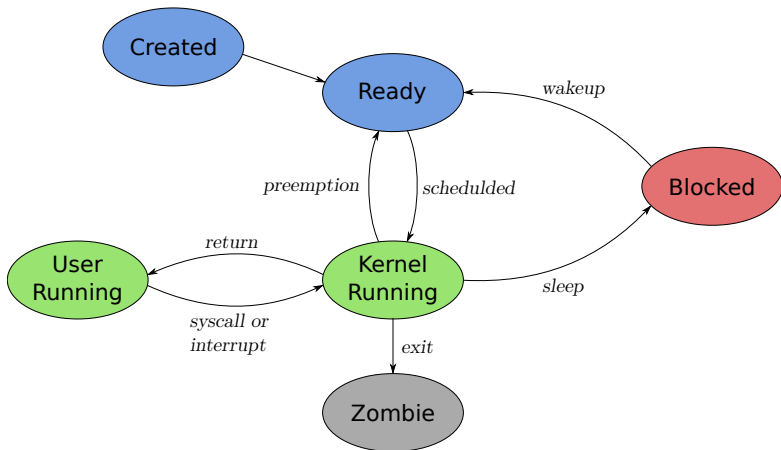 Created
Ready
wakeup
preemption
schedulded
Blocked
return
User
Running
Kernel
Running
sleep
syscall or
interrupt
exit
Zombie